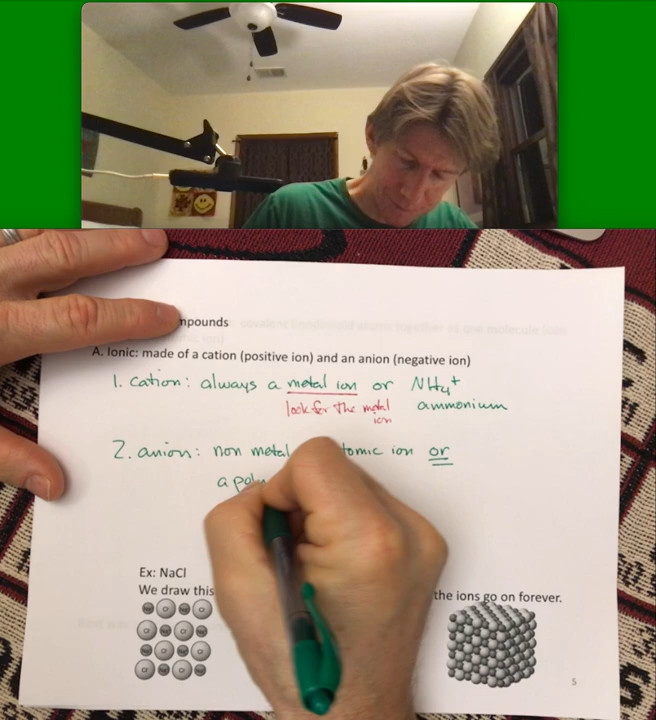 mpounds
A. Ionic: made of a cation (positive ion) and an anion (negative ion)
1. cation: always a metal ion or NH4+
look for the metal ion
ammonium
2. anion: non metal tomic ion or
a poly
Ex: NaCl
We draw this
the ions go on forever.
5